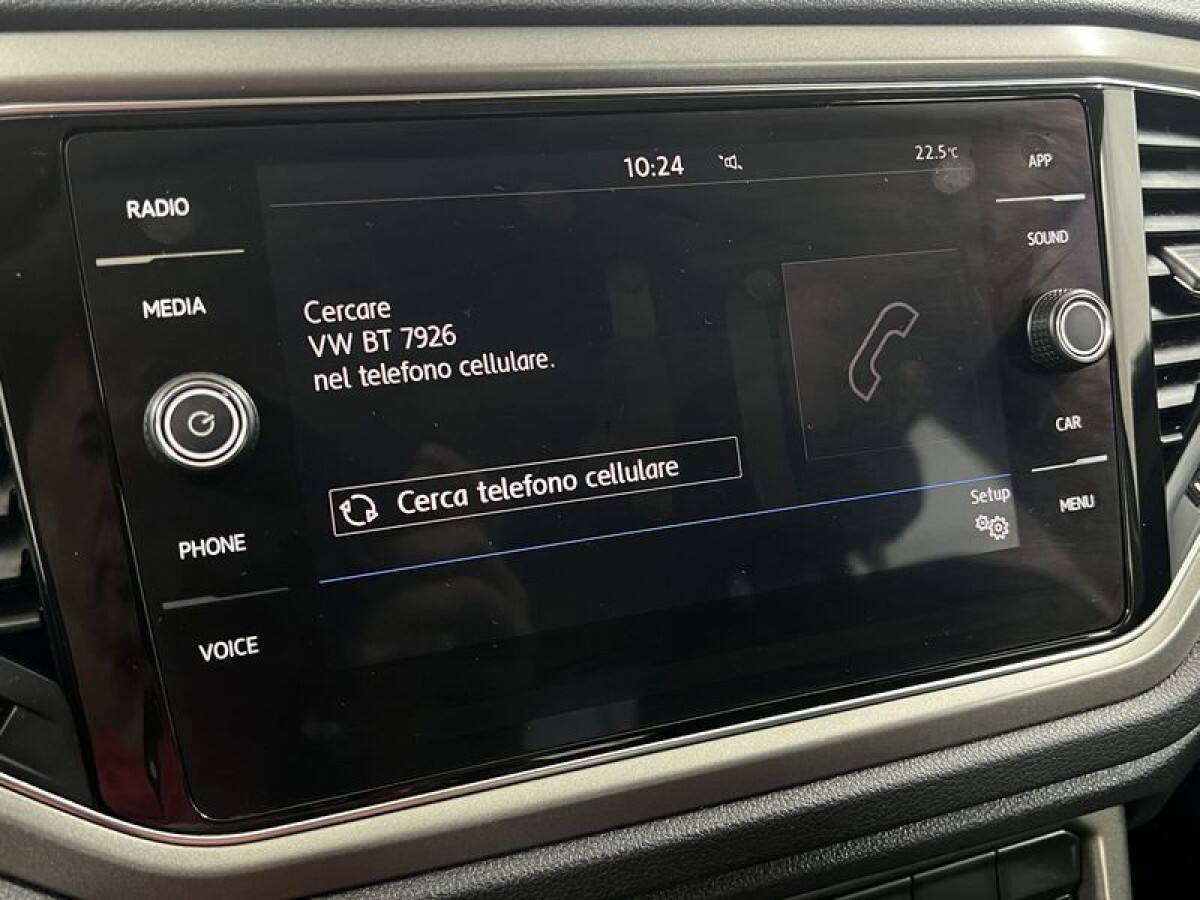 10:24
22.5°C
RADIO
MEDIA
PHONE
VOICE
Cercare
VW BT 7926
nel telefono cellulare.
Cerca telefono cellulare
Setup
APP
SOUND
CAR
MENU